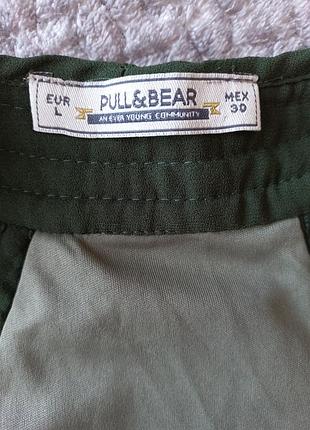 EUR L
PULL&BEAR
AN EVER YOUNG COMMUNITY
MEX 30